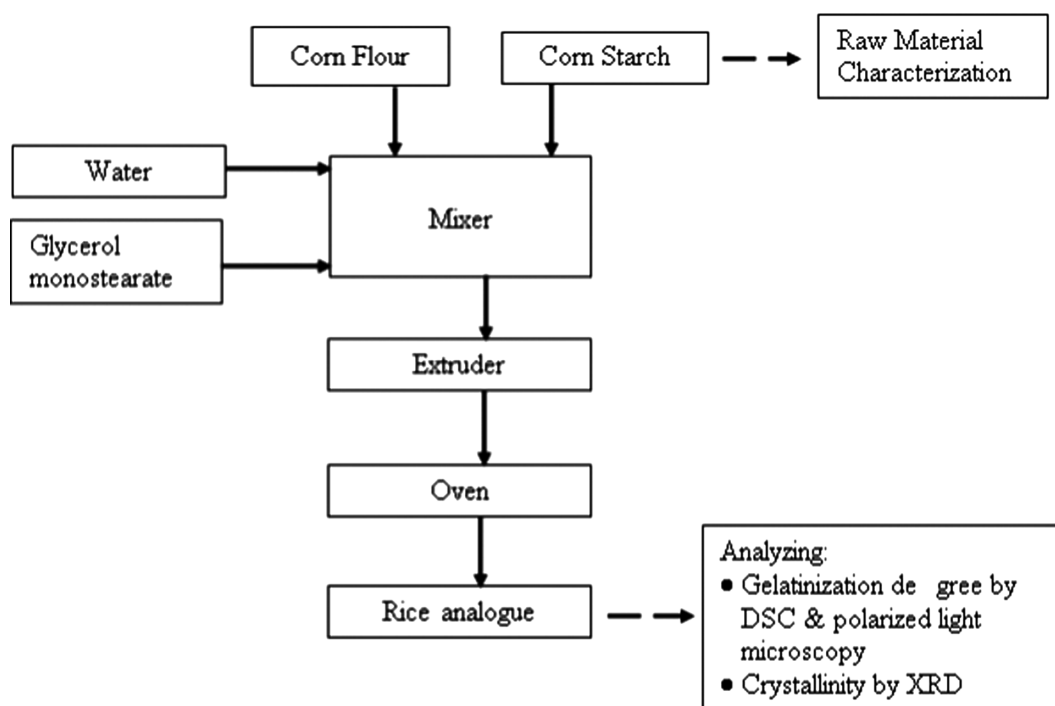 Corn Flour
Corn Starch
Raw Material
Characterization
Water
Glycerol
monostearate
Mixer
Extruder
Oven
Rice analogue
Analyzing:
● Gelatinization de gree by
DSC & polarized light
microscopy
● Crystallinity by XRD